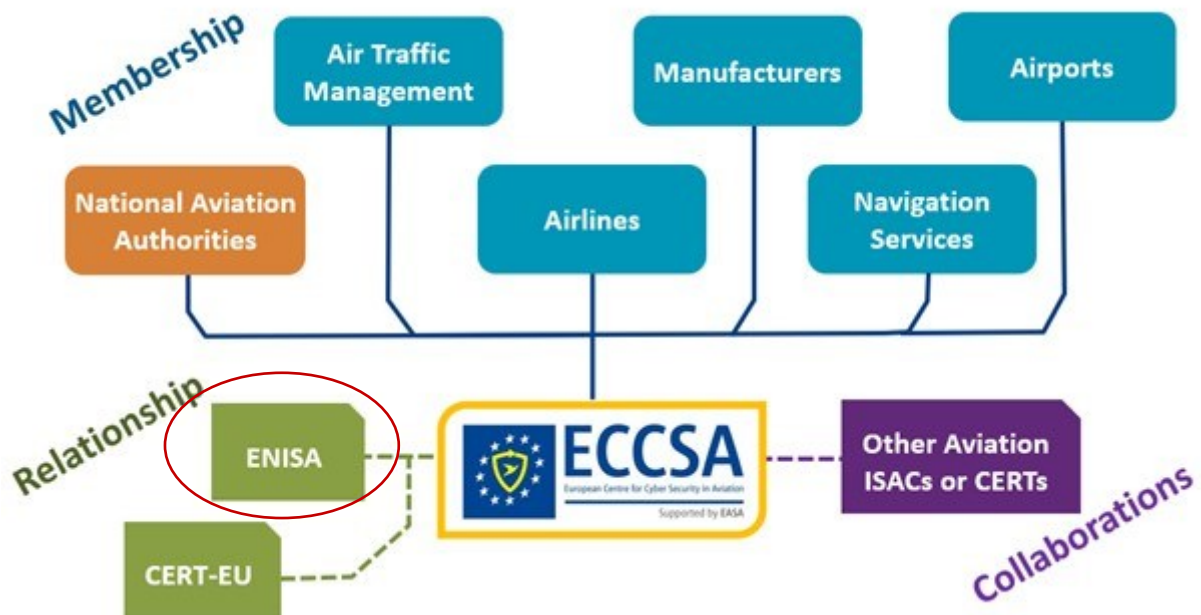 Membership
Air Traffic
Management
Manufacturers
Airports
National Aviation
Authorities
Airlines
Navigation
Services
Relationship
ENISA
CERT-EU
ECCSA
European Centre for Cyber Security in Aviation
Supported by EASA
Other Aviation
ISACs or CERTs
Collaborations